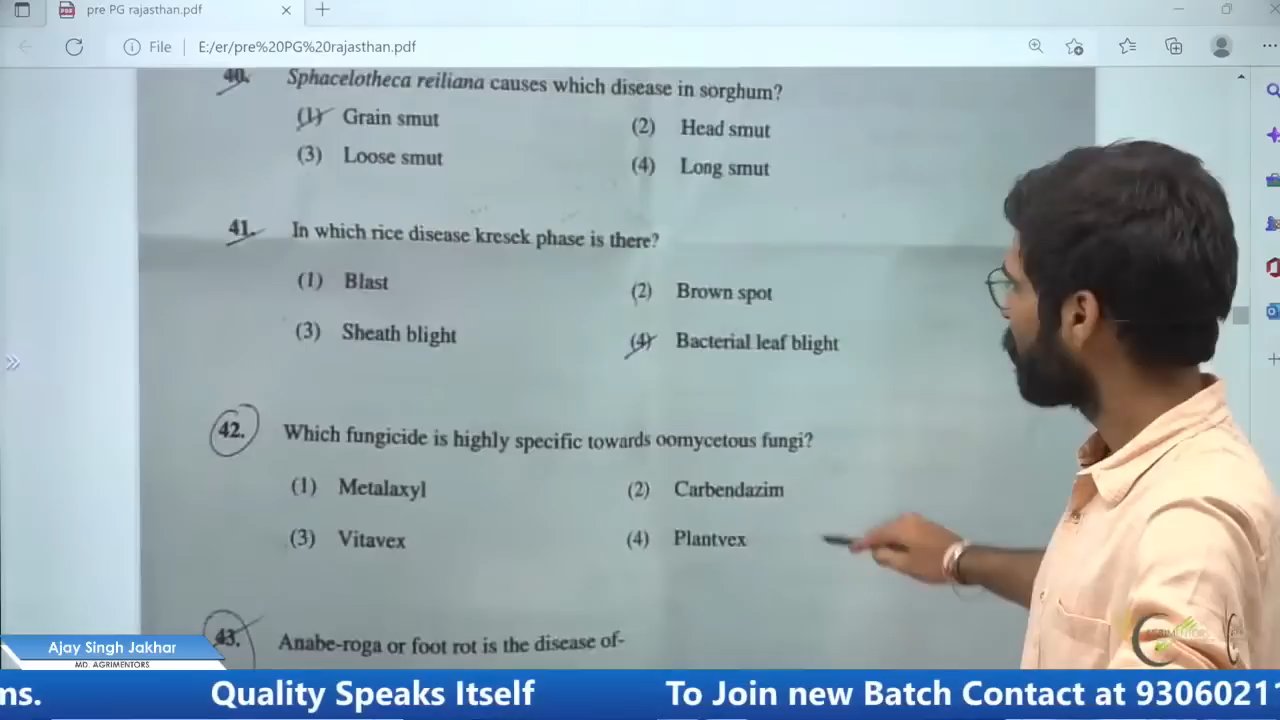 pre PG rajasthan.pdf
File E:/er/pre%20PG%20rajasthan.pdf
40. Sphacelotheca reiliana causes which disease in sorghum?
(1) Grain smut (2) Head smut
(3) Loose smut (4) Long smut
41. In which rice disease kresek phase is there?
(1) Blast (2) Brown spot
(3) Sheath blight (4) Bacterial leaf blight
42. Which fungicide is highly specific towards oomycetous fungi?
(1) Metalaxyl (2) Carbendazim
(3) Vitavex (4) Plantvex
43. Anabe-roga or foot rot is the disease of-
Ajay Singh Jakhar
MD. AGRIMENTORS
AGRIMENTORS
ms. Quality Speaks Itself To Join new Batch Contact at 93060211